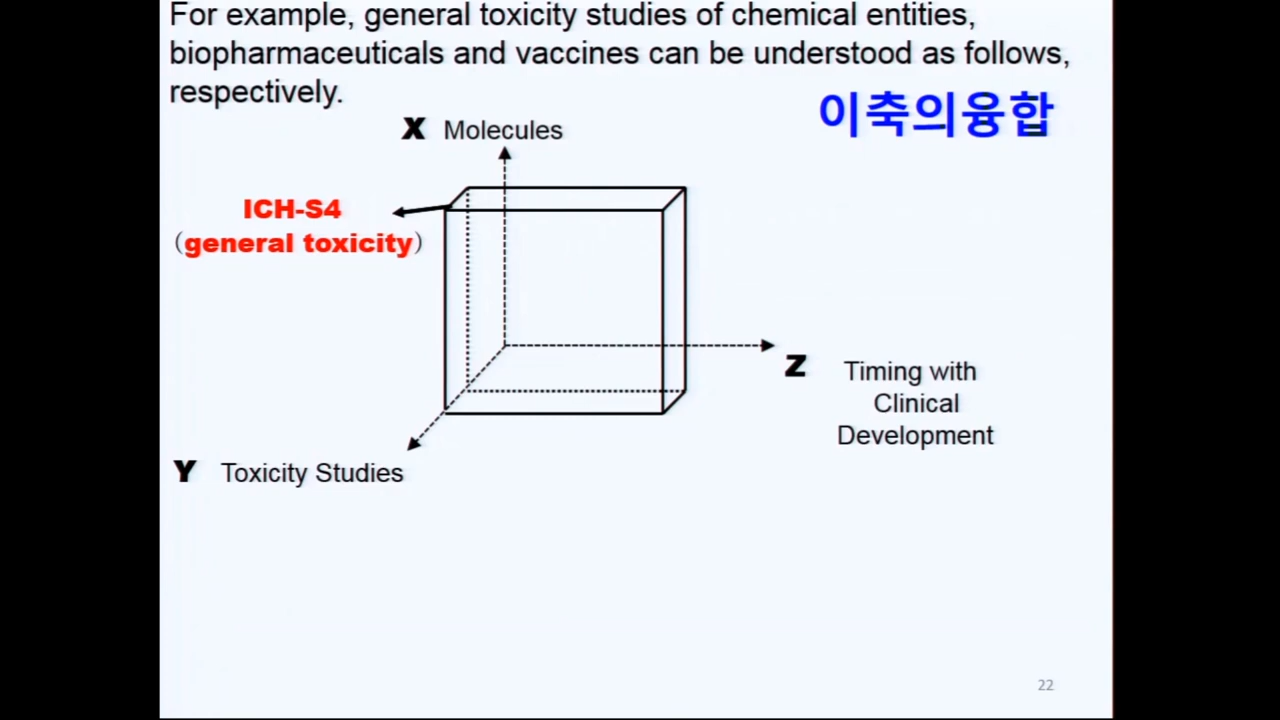 For example, general toxicity studies of chemical entities,
biopharmaceuticals and vaccines can be understood as follows,
respectively.
이축의융합
X Molecules
ICH-S4
(general toxicity)
Z Timing with
Clinical
Development
Y Toxicity Studies
22